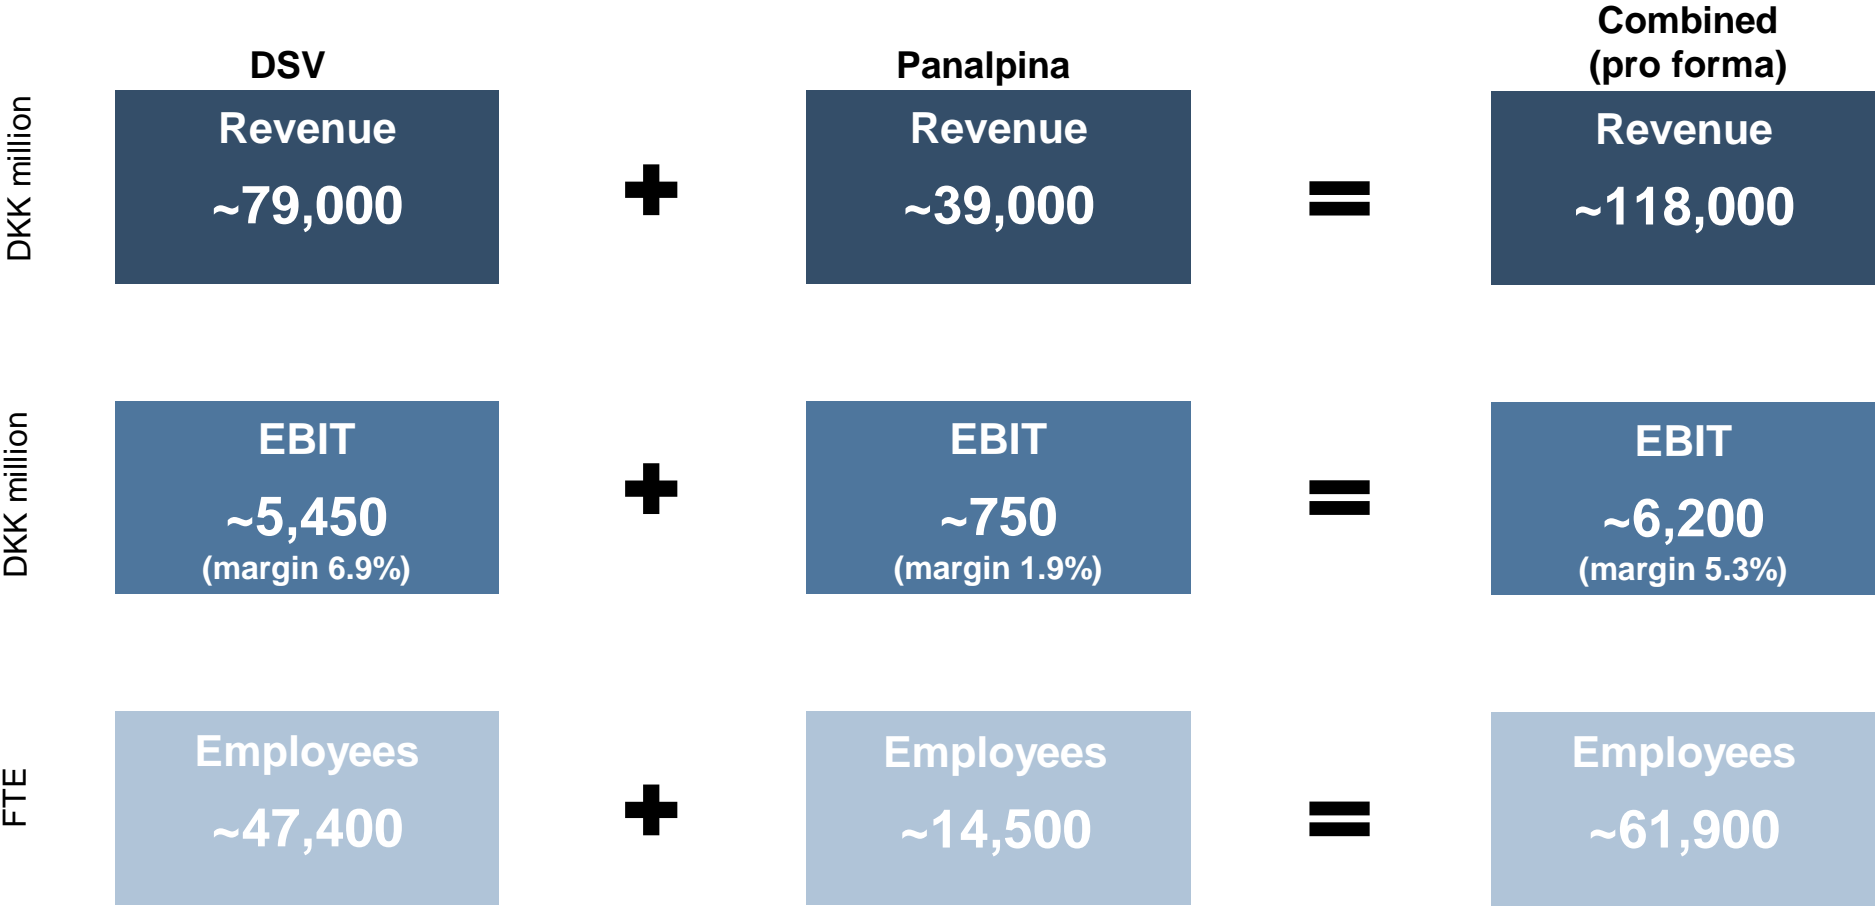 DSV
Panalpina
Combined
(pro forma)
DKK million
Revenue
~79,000
+
Revenue
~39,000
=
Revenue
~118,000
DKK million
EBIT
~5,450
(margin 6.9%)
+
EBIT
~750
(margin 1.9%)
=
EBIT
~6,200
(margin 5.3%)
FTE
Employees
~47,400
+
Employees
~14,500
=
Employees
~61,900